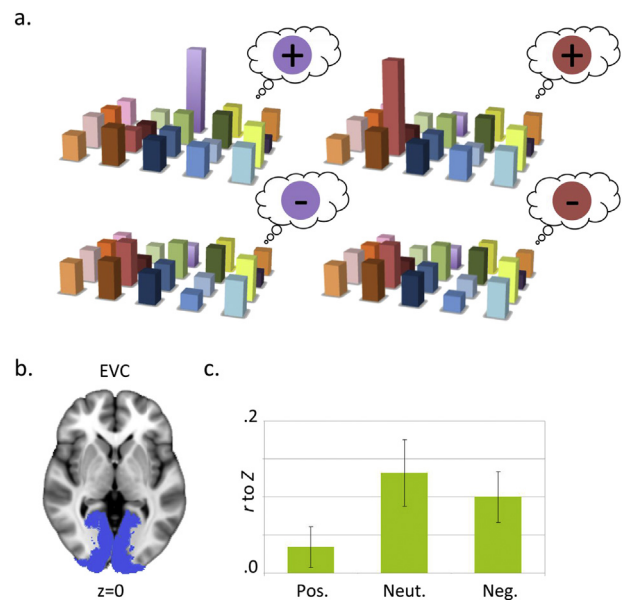 a.
+
+
-
-
b.
c.
EVC
z=0
.2
r to Z
.0
Pos.
Neut.
Neg.